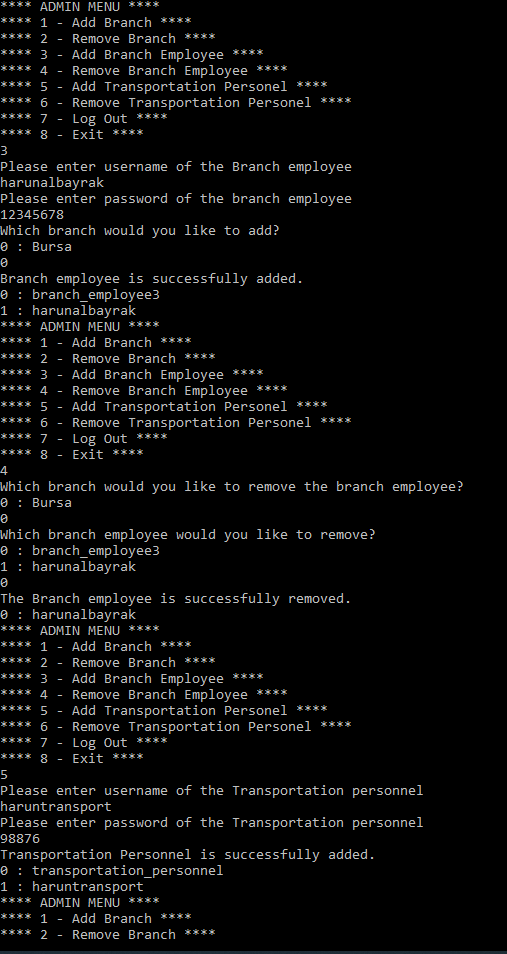 **** ADMIN MENU ****
**** 1 - Add Branch ****
**** 2 - Remove Branch ****
**** 3 - Add Branch Employee ****
**** 4 - Remove Branch Employee ****
**** 5 - Add Transportation Personel ****
**** 6 - Remove Transportation Personel ****
**** 7 - Log Out ****
**** 8 - Exit ****
3
Please enter username of the Branch employee
harunalbayrak
Please enter password of the branch employee
12345678
Which branch would you like to add?
0 : Bursa
0
Branch employee is successfully added.
0 : branch_employee3
1 : harunalbayrak
**** ADMIN MENU ****
**** 1 - Add Branch ****
**** 2 - Remove Branch ****
**** 3 - Add Branch Employee ****
**** 4 - Remove Branch Employee ****
**** 5 - Add Transportation Personel ****
**** 6 - Remove Transportation Personel ****
**** 7 - Log Out ****
**** 8 - Exit ****
4
Which branch would you like to remove the branch employee?
0 : Bursa
0
Which branch employee would you like to remove?
0 : branch_employee3
1 : harunalbayrak
0
The Branch employee is successfully removed.
0 : harunalbayrak
**** ADMIN MENU ****
**** 1 - Add Branch ****
**** 2 - Remove Branch ****
**** 3 - Add Branch Employee ****
**** 4 - Remove Branch Employee ****
**** 5 - Add Transportation Personel ****
**** 6 - Remove Transportation Personel ****
**** 7 - Log Out ****
**** 8 - Exit ****
5
Please enter username of the Transportation personnel
haruntransport
Please enter password of the Transportation personnel
98876
Transportation Personnel is successfully added.
0 : transportation_personnel
1 : haruntransport
**** ADMIN MENU ****
**** 1 - Add Branch ****
**** 2 - Remove Branch ****